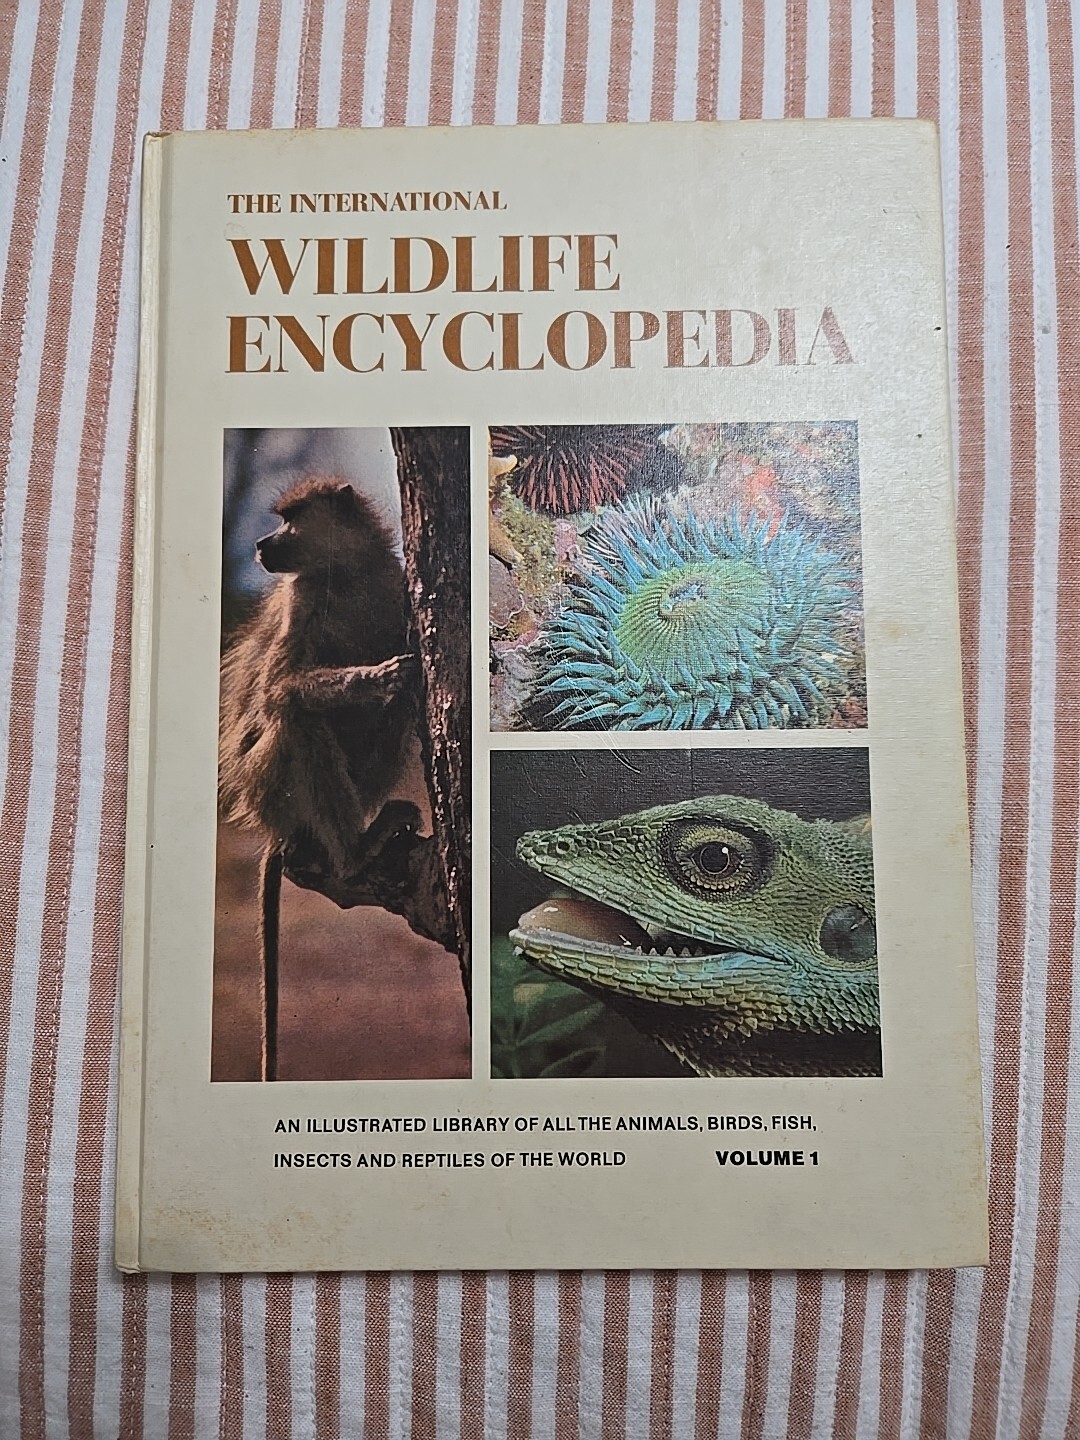 THE INTERNATIONAL
WILDLIFE
ENCYCLOPEDIA
AN ILLUSTRATED LIBRARY OF ALL THE ANIMALS, BIRDS, FISH,
INSECTS AND REPTILES OF THE WORLD VOLUME 1